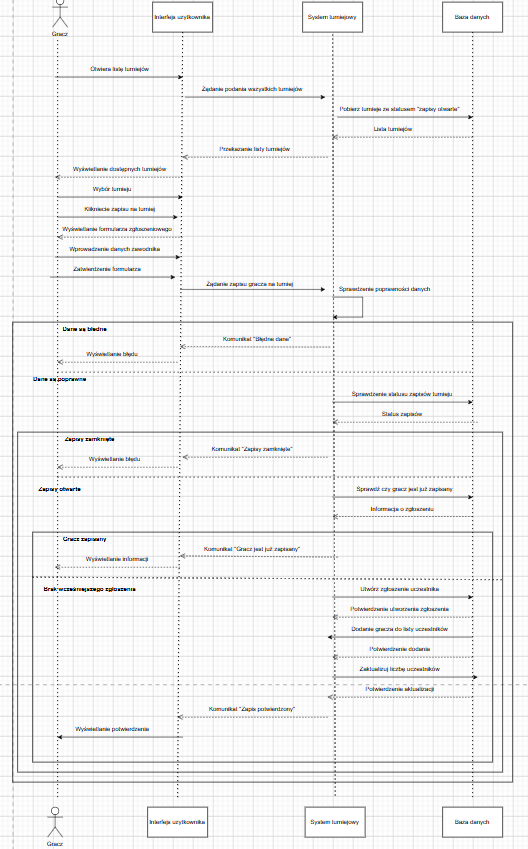 Gracz
Interfeja uzytkownika
System turniejowy
Baza danych
Otwiera listę turniejów
Żądanie podania wszystkich turniejów
Pobierz turnieje ze statusem "zapisy otwarte"
Lista turniejów
Przekazanie listy turniejów
Wyświetlanie dostępnych turniejów
Wybór turnieju
Kliknięcie zapisu na turniej
Wyświetlanie formularza zgłoszeniowego
Wprowadzenie danych zawodnika
Zatwierdzenie formularza
Żądanie zapisu gracza na turniej
Sprawdzenie poprawności danych
Dane są błędne
Komunikat "Błędne dane"
Wyświetlanie błędu
Dane są poprawne
Sprawdzenie statusu zapisów turnieju
Status zapisów
Zapisy zamknięte
Komunikat "Zapisy zamknięte"
Wyświetlanie błędu
Zapisy otwarte
Sprawdź czy gracz jest już zapisany
Informacja o zgłoszeniu
Gracz zapisany
Komunikat "Gracz jest już zapisany"
Wyświetlanie informacji
Brak wcześniejszego zgłoszenia
Utwórz zgłoszenie uczestnika
Potwierdzenie utworzenia zgłoszenia
Dodanie gracza do listy uczestników
Potwierdzenie dodania
Zaktualizuj liczbę uczestników
Potwierdzenie aktualizacji
Komunikat "Zapis potwierdzony"
Wyświetlanie potwierdzenia
Gracz
Interfeja uzytkownika
System turniejowy
Baza danych